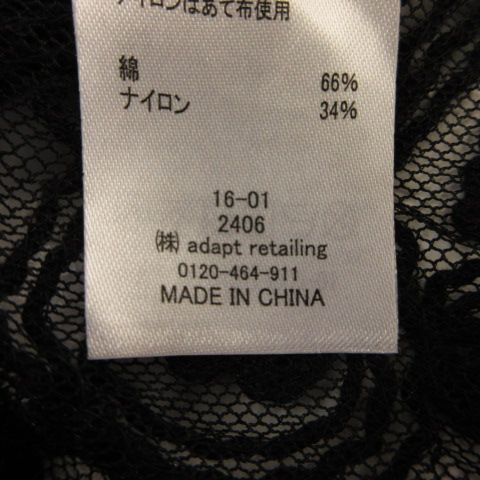 ナイロンはあて布使用
綿 66%
ナイロン 34%
16-01
2406
㈱ adapt retailing
0120-464-911
MADE IN CHINA